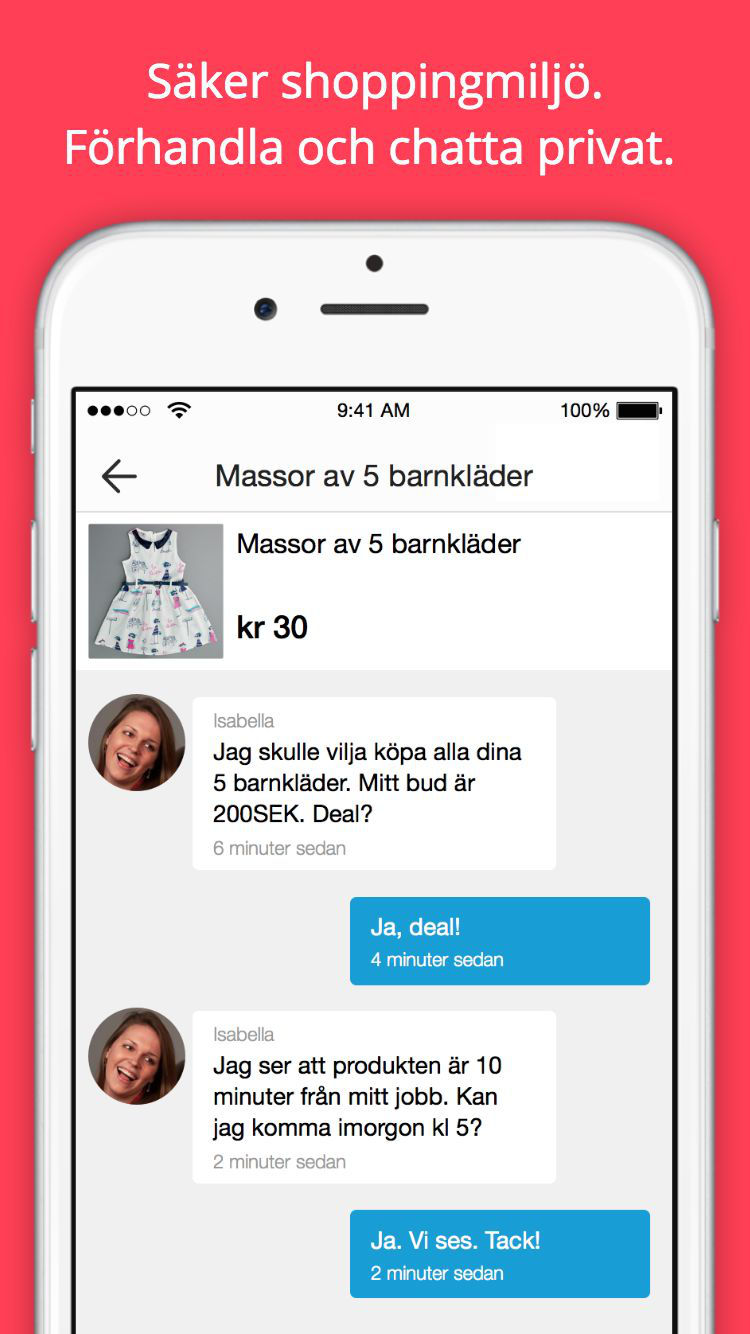 Säker shoppingmiljö.
Förhandla och chatta privat.
9:41 AM
100%
Massor av 5 barnkläder
Massor av 5 barnkläder
kr 30
Isabella
Jag skulle vilja köpa alla dina
5 barnkläder. Mitt bud är
200SEK. Deal?
6 minuter sedan
Ja, deal!
4 minuter sedan
Isabella
Jag ser att produkten är 10
minuter från mitt jobb. Kan
jag komma imorgon kl 5?
2 minuter sedan
Ja. Vi ses. Tack!
2 minuter sedan